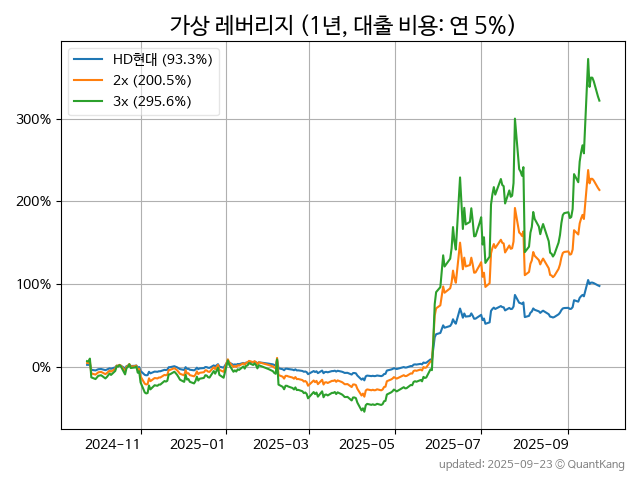 가상 레버리지 (1년, 대출 비용: 연 5%)
HD현대 (93.3%)
2x (200.5%)
3x (295.6%)
300%
200%
100%
0%
2024-11 2025-01 2025-03 2025-05 2025-07 2025-09
updated: 2025-09-23 © QuantKang